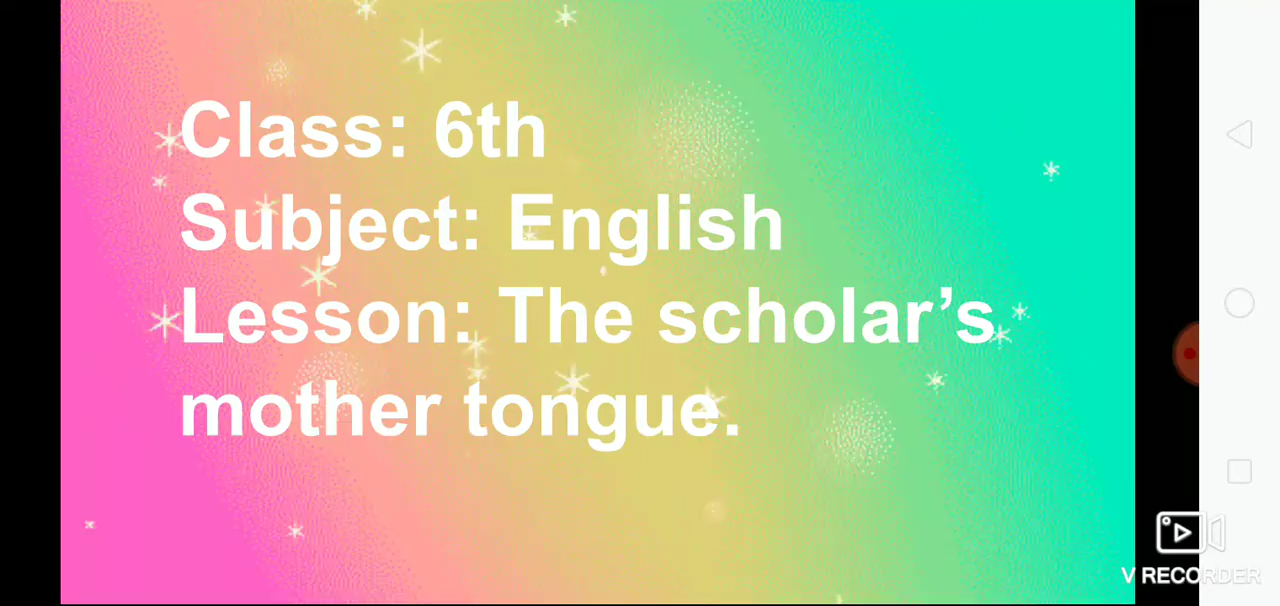 Class: 6th
Subject: English
Lesson: The scholar’s
mother tongue.
V RECORDER